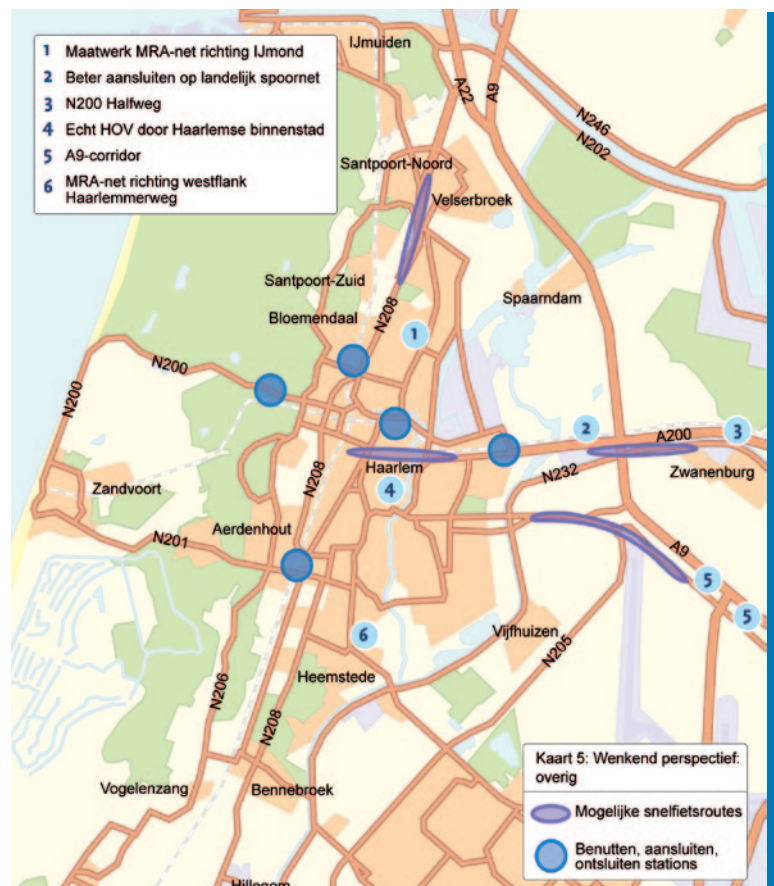 1 Maatwerk MRA-net richting IJmond
2 Beter aansluiten op landelijk spoornet
3 N200 Halfweg
4 Echt HOV door Haarlemse binnenstad
5 A9-corridor
6 MRA-net richting westflank
Haarlemmerweg
IJmuiden
A22
A9
N246
N202
Santpoort-Noord
Velserbroek
Santpoort-Zuid
Spaarndam
Bloemendaal
N208
1
N200
N200
2
A200
3
Haarlem
N232
Zwanenburg
N208
4
Zandvoort
Aerdenhout
N201
A9
5
5
6
Vijfhuizen
N205
Heemstede
N206
N208
Vogelenzang
Bennebroek
Hillegom
Kaart 5: Wenkend perspectief:
overig
Mogelijke snelfietsroutes
Benutten, aansluiten,
ontsluiten stations